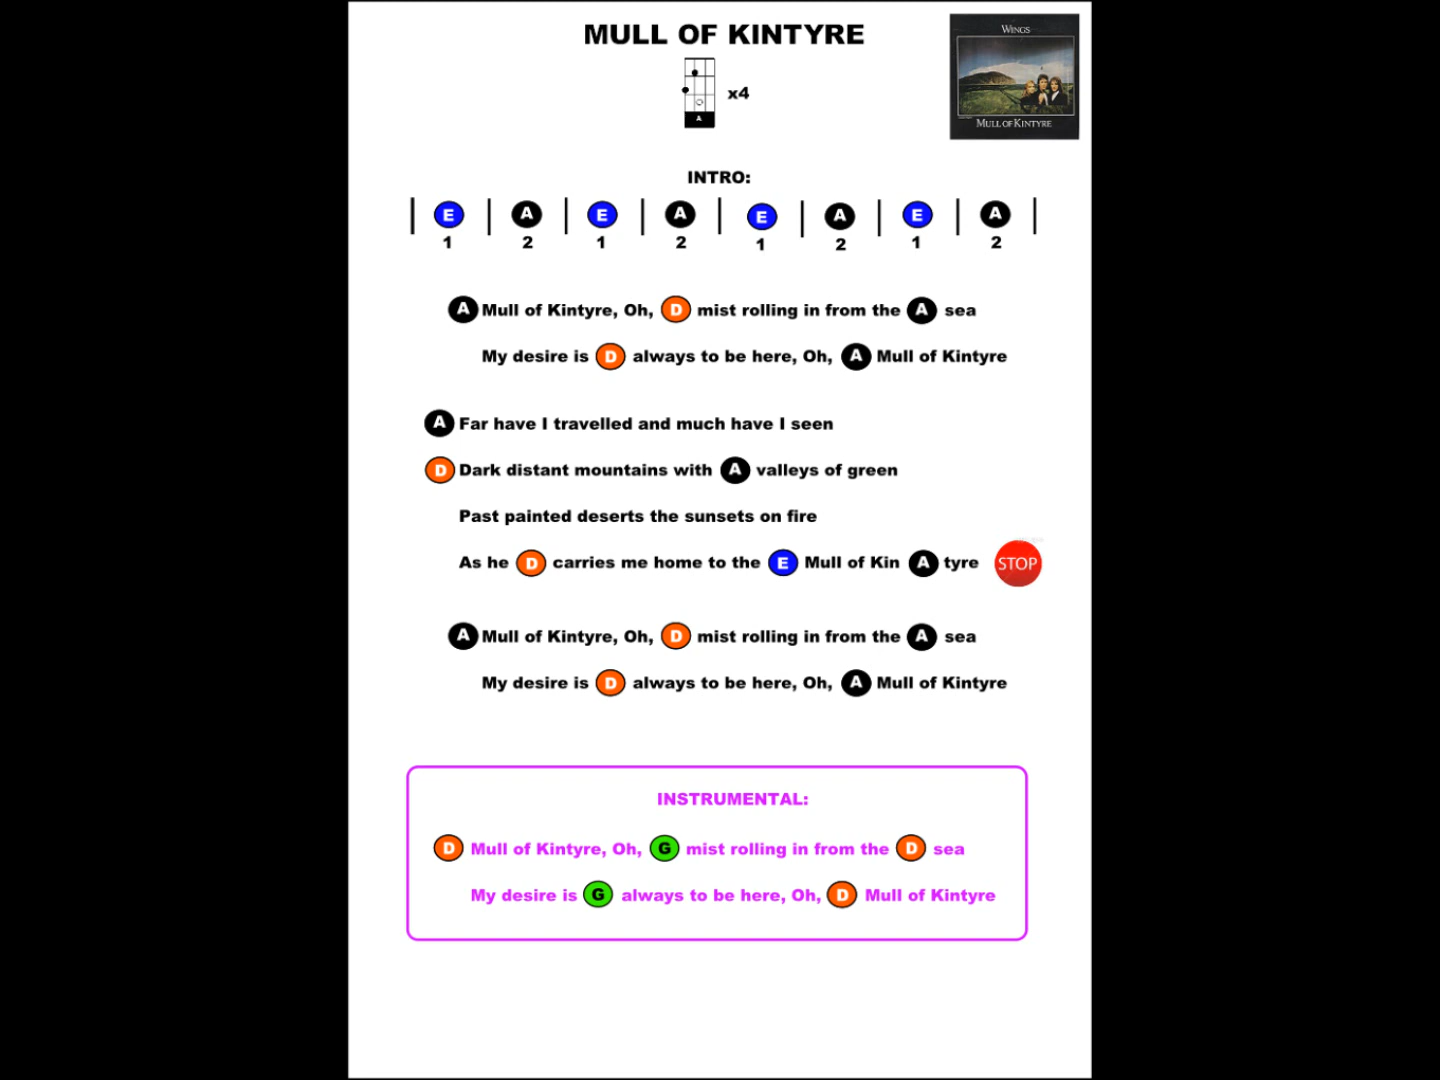 MULL OF KINTYRE
WINGS
MULL OF KINTYRE
A
x4
INTRO:
| E | A | E | A | E | A | E | A |
1 2 1 2 1 2 1 2
A Mull of Kintyre, Oh, D mist rolling in from the A sea
My desire is D always to be here, Oh, A Mull of Kintyre
A Far have I travelled and much have I seen
D Dark distant mountains with A valleys of green
Past painted deserts the sunsets on fire
As he D carries me home to the E Mull of Kin A tyre STOP
A Mull of Kintyre, Oh, D mist rolling in from the A sea
My desire is D always to be here, Oh, A Mull of Kintyre
INSTRUMENTAL:
D Mull of Kintyre, Oh, G mist rolling in from the D sea
My desire is G always to be here, Oh, D Mull of Kintyre